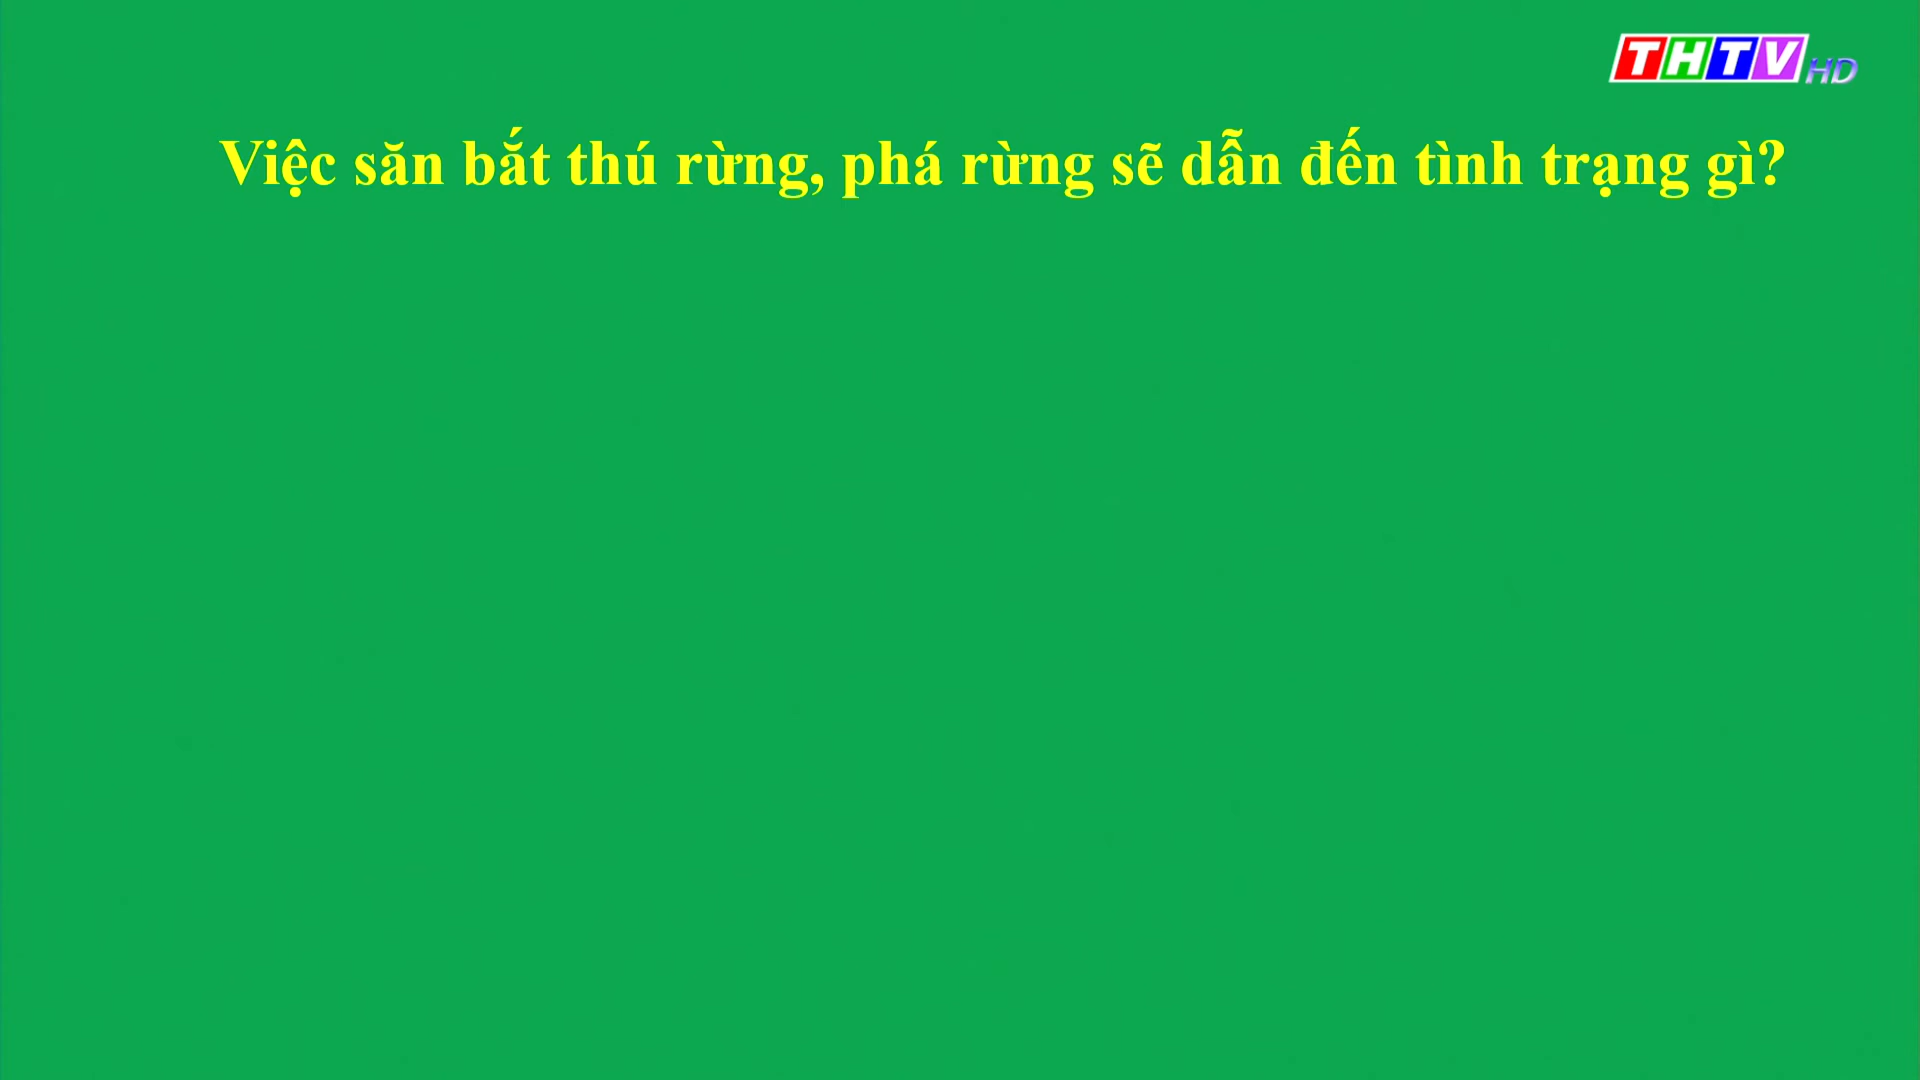 THTV HD
Việc săn bắt thú rừng, phá rừng sẽ dẫn đến tình trạng gì?